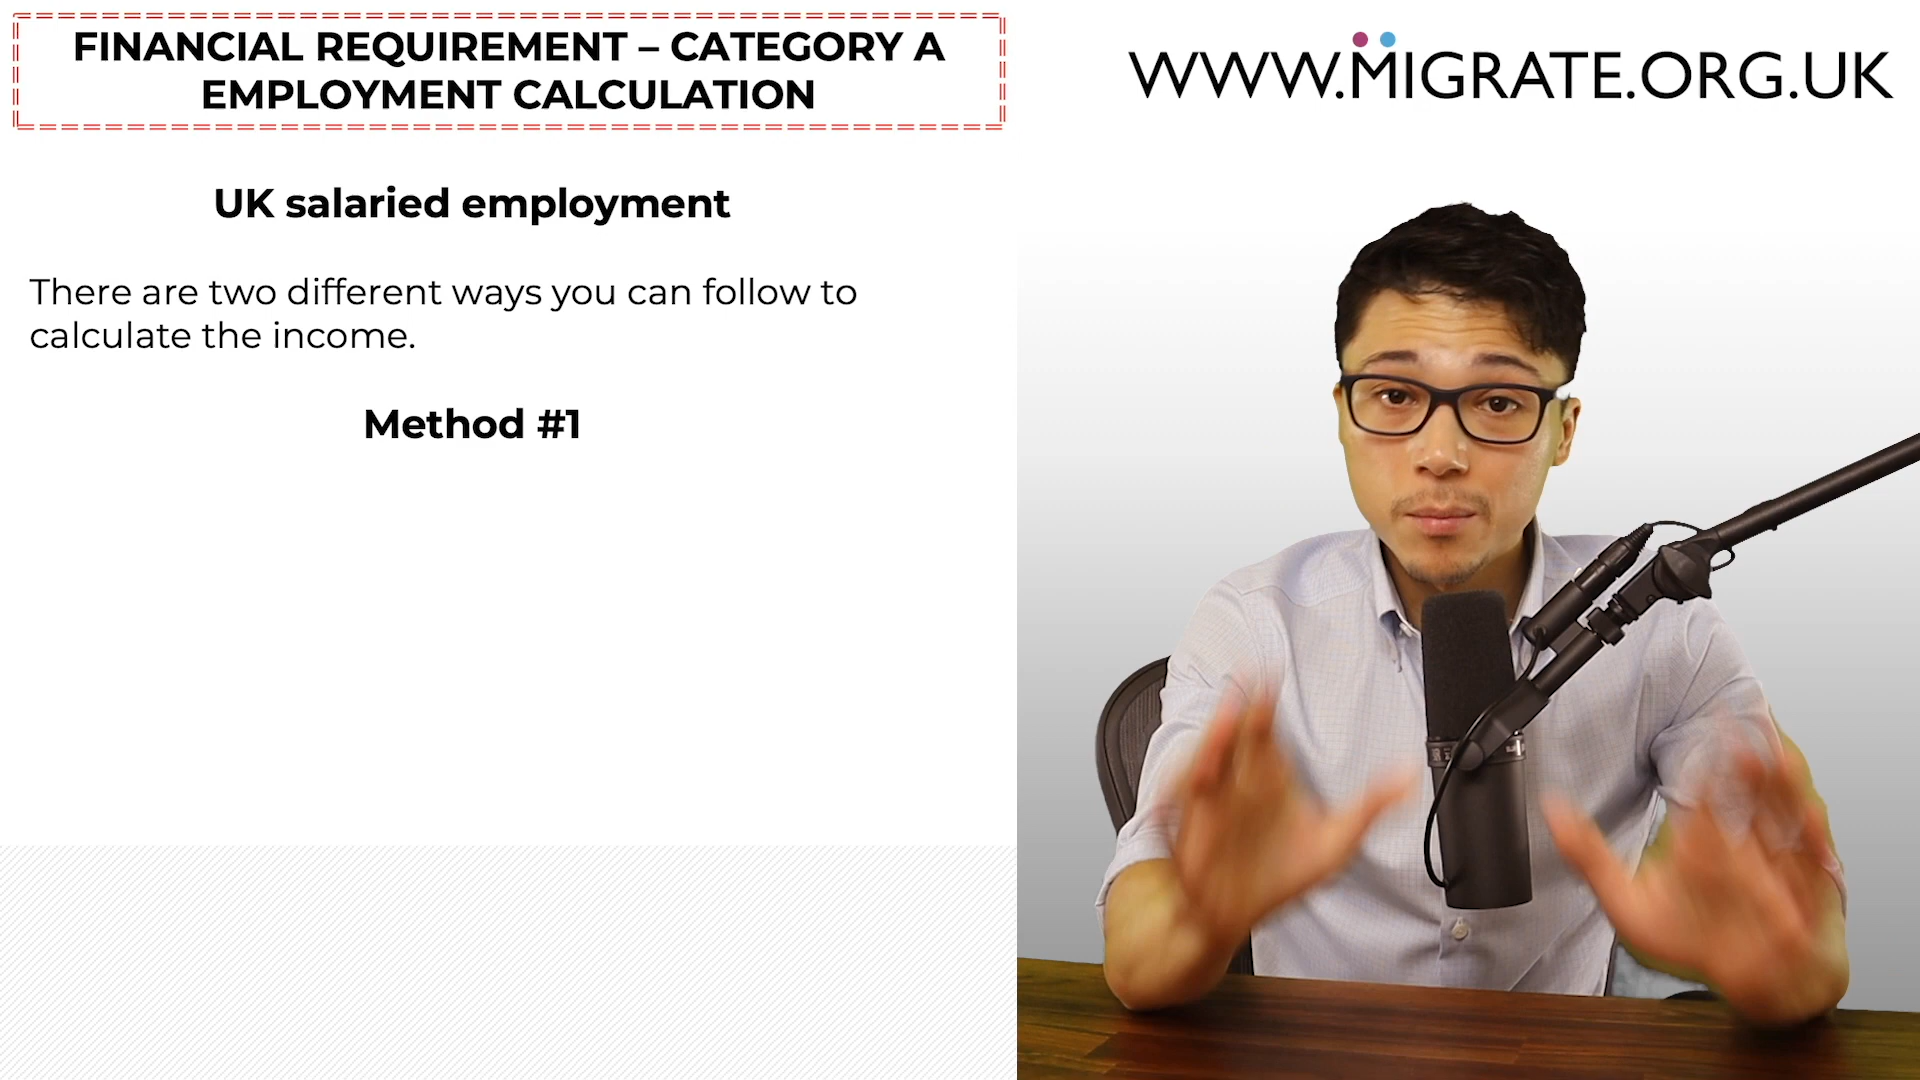 FINANCIAL REQUIREMENT – CATEGORY A
EMPLOYMENT CALCULATION
WWW.MIGRATE.ORG.UK
UK salaried employment
There are two different ways you can follow to
calculate the income.
Method #1